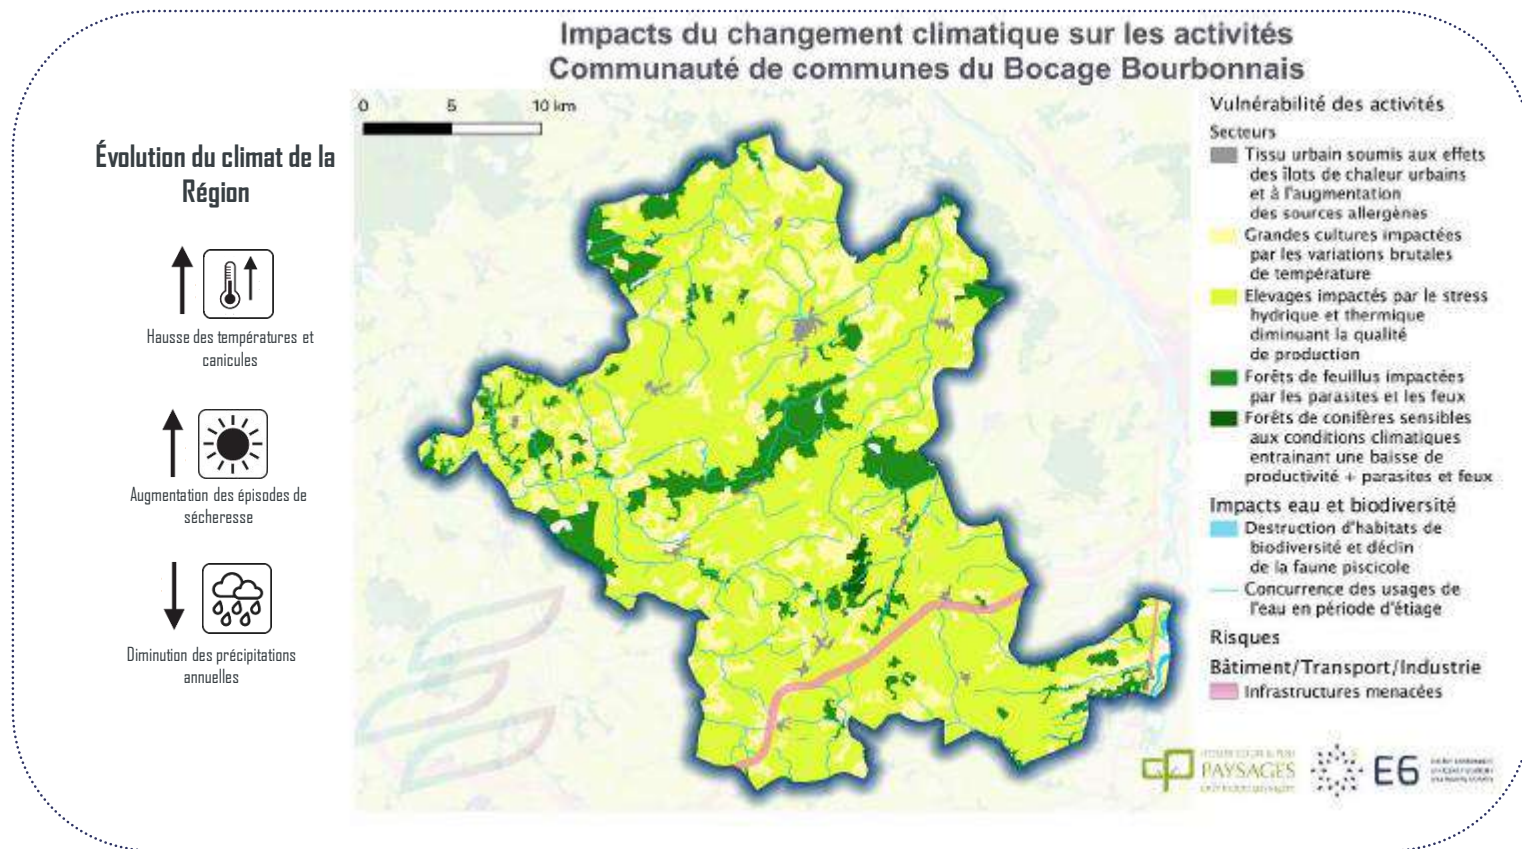 Impacts du changement climatique sur les activités
Communauté de communes du Bocage Bourbonnais
0 5 10 km
Évolution du climat de la
Région
Hausse des températures et
canicules
Augmentation des épisodes de
sécheresse
Diminution des précipitations
annuelles
Vulnérabilité des activités
Secteurs
Tissu urbain soumis aux effets
des îlots de chaleur urbains
et à l'augmentation
des sources allergènes
Grandes cultures impactées
par les variations brutales
de température
Elevages impactés par le stress
hydrique et thermique
diminuant la qualité
de production
Forêts de feuillus impactées
par les parasites et les feux
Forêts de conifères sensibles
aux conditions climatiques
entrainant une baisse de
productivité + parasites et feux
Impacts eau et biodiversité
Destruction d'habitats de
biodiversité et déclin
de la faune piscicole
Concurrence des usages de
l'eau en période d'étiage
Risques
Bâtiment/Transport/Industrie
Infrastructures menacées
PAYSAGES
E6